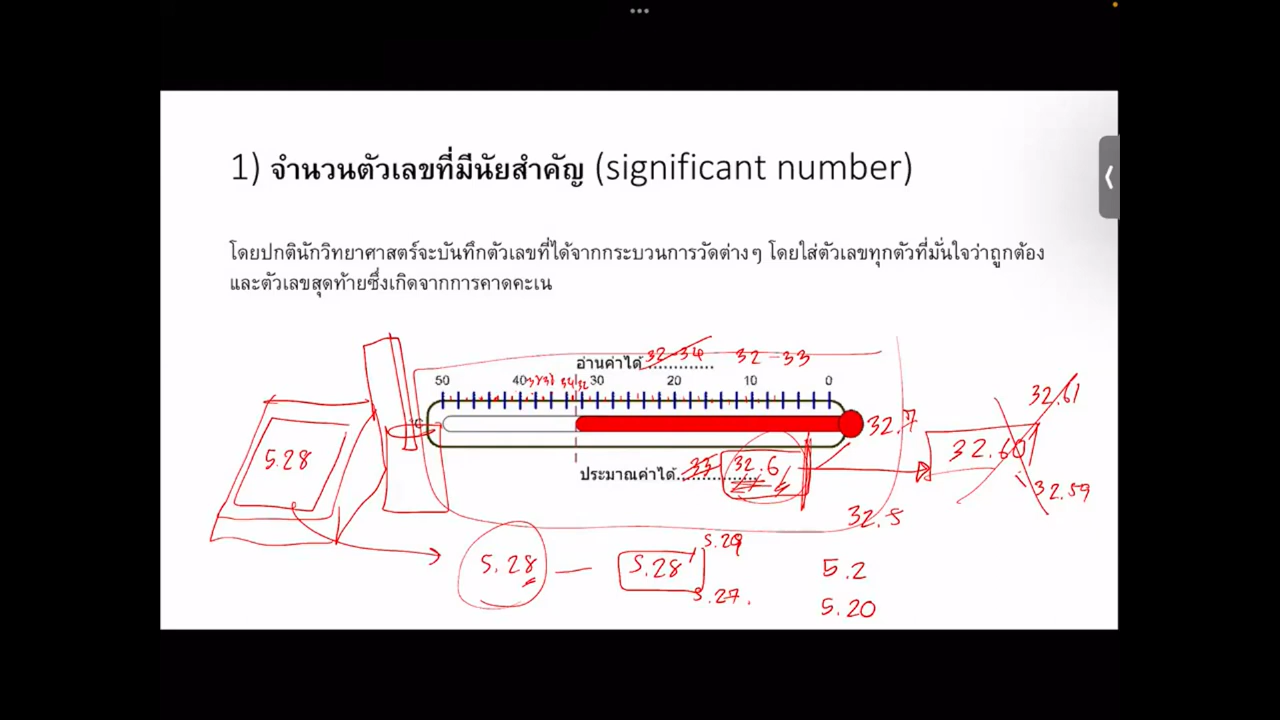 1) จำนวนตัวเลขที่มีนัยสำคัญ (significant number)
โดยปกตินักวิทยาศาสตร์จะบันทึกตัวเลขที่ได้จากกระบวนการวัดต่างๆ โดยใส่ตัวเลขทุกตัวที่มั่นใจว่าถูกต้อง
และตัวเลขสุดท้ายซึ่งเกิดจากการคาดคะเน
อ่านค่าได้ ............. 32-34 32-33
50 40 30 20 10 0
34 32
32.61
32.7
32.60
5.28
ประมาณค่าได้.................. 33 32.6
32.59
32.5
5.28 — 5.28
5.29
5.27
5.2
5.20